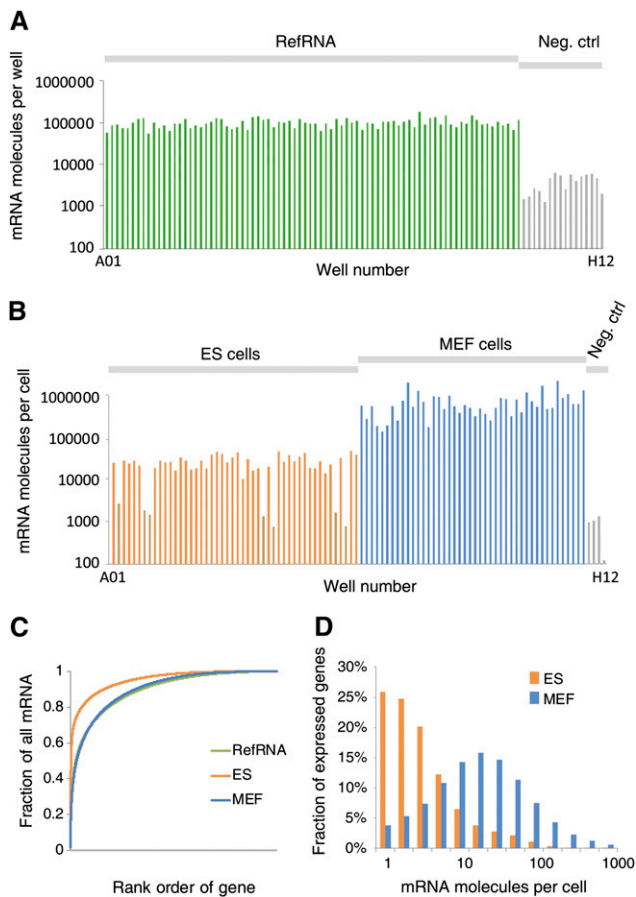 A
RefRNA
Neg. ctrl
mRNA molecules per well
1000000
100000
10000
1000
100
A01
Well number
H12
B
ES cells
MEF cells
Neg. ctrl
mRNA molecules per cell
1000000
100000
10000
1000
100
A01
Well number
H12
C
Fraction of all mRNA
1
0.8
0.6
0.4
0.2
0
RefRNA
ES
MEF
Rank order of gene
D
Fraction of expressed genes
30%
25%
20%
15%
10%
5%
0%
ES
MEF
1 10 100 1000
mRNA molecules per cell